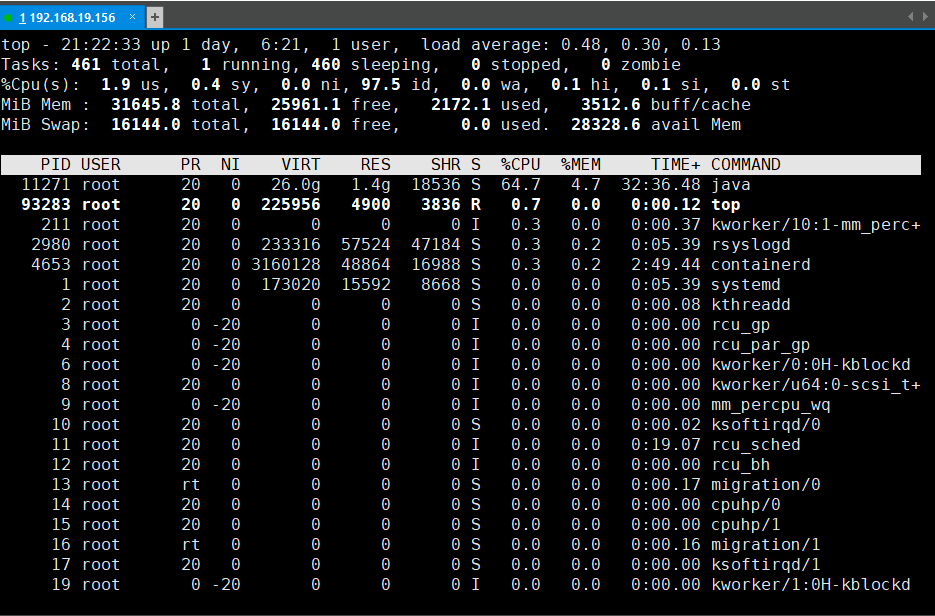 1 192.168.19.156 × +
top - 21:22:33 up 1 day,  6:21,  1 user,  load average: 0.48, 0.30, 0.13
Tasks: 461 total,   1 running, 460 sleeping,   0 stopped,   0 zombie
%Cpu(s):  1.9 us,  0.4 sy,  0.0 ni, 97.5 id,  0.0 wa,  0.1 hi,  0.1 si,  0.0 st
MiB Mem :  31645.8 total,  25961.1 free,   2172.1 used,   3512.6 buff/cache
MiB Swap:  16144.0 total,  16144.0 free,      0.0 used.  28328.6 avail Mem
PID USER      PR  NI    VIRT    RES    SHR S  %CPU  %MEM     TIME+ COMMAND
11271 root      20   0   26.0g   1.4g  18536 S  64.7   4.7  32:36.48 java
93283 root      20   0  225956   4900   3836 R   0.7   0.0   0:00.12 top
211 root      20   0       0      0      0 I   0.3   0.0   0:00.37 kworker/10:1-mm_perc+
2980 root      20   0  233316  57524  47184 S   0.3   0.2   0:05.39 rsyslogd
4653 root      20   0 3160128  48864  16988 S   0.3   0.2   2:49.44 containerd
1 root      20   0  173020  15592   8668 S   0.0   0.0   0:05.39 systemd
2 root      20   0       0      0      0 S   0.0   0.0   0:00.08 kthreadd
3 root       0 -20       0      0      0 I   0.0   0.0   0:00.00 rcu_gp
4 root       0 -20       0      0      0 I   0.0   0.0   0:00.00 rcu_par_gp
6 root       0 -20       0      0      0 I   0.0   0.0   0:00.00 kworker/0:0H-kblockd
8 root      20   0       0      0      0 I   0.0   0.0   0:00.00 kworker/u64:0-scsi_t+
9 root       0 -20       0      0      0 I   0.0   0.0   0:00.00 mm_percpu_wq
10 root      20   0       0      0      0 S   0.0   0.0   0:00.02 ksoftirqd/0
11 root      20   0       0      0      0 I   0.0   0.0   0:19.07 rcu_sched
12 root      20   0       0      0      0 I   0.0   0.0   0:00.00 rcu_bh
13 root      rt   0       0      0      0 S   0.0   0.0   0:00.17 migration/0
14 root      20   0       0      0      0 S   0.0   0.0   0:00.00 cpuhp/0
15 root      20   0       0      0      0 S   0.0   0.0   0:00.00 cpuhp/1
16 root      rt   0       0      0      0 S   0.0   0.0   0:00.16 migration/1
17 root      20   0       0      0      0 S   0.0   0.0   0:00.00 ksoftirqd/1
19 root       0 -20       0      0      0 I   0.0   0.0   0:00.00 kworker/1:0H-kblockd